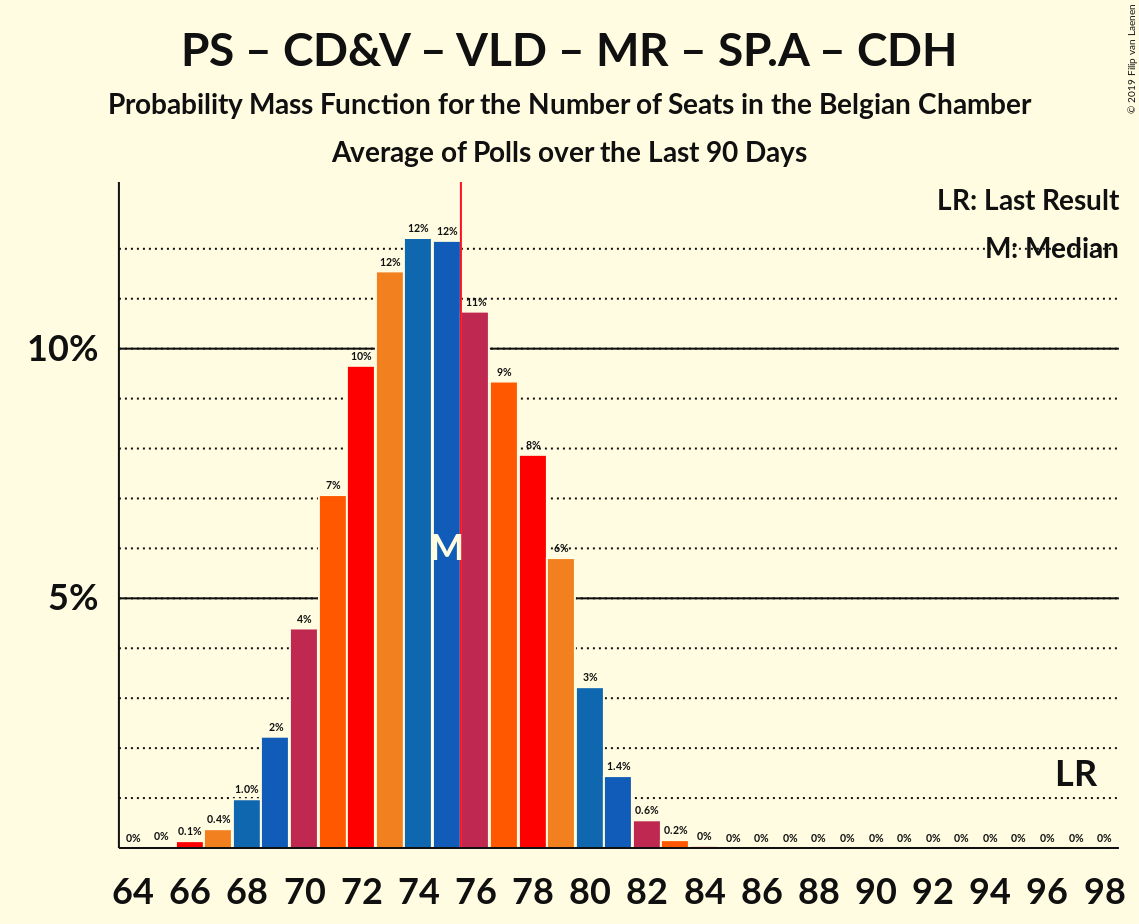 PS – CD&V – VLD – MR – SP.A – CDH
Probability Mass Function for the Number of Seats in the Belgian Chamber
Average of Polls over the Last 90 Days
© 2019 Filip van Laenen
LR: Last Result
M: Median
10%
5%
0% 0% 0.1% 0.4% 1.0% 2% 4% 7% 10% 12% 12% 12% 11% 9% 8% 6% 3% 1.4% 0.6% 0.2% 0% 0% 0% 0% 0% 0% 0% 0% 0% 0% 0% 0% 0% 0% 0%
M
LR
64 66 68 70 72 74 76 78 80 82 84 86 88 90 92 94 96 98